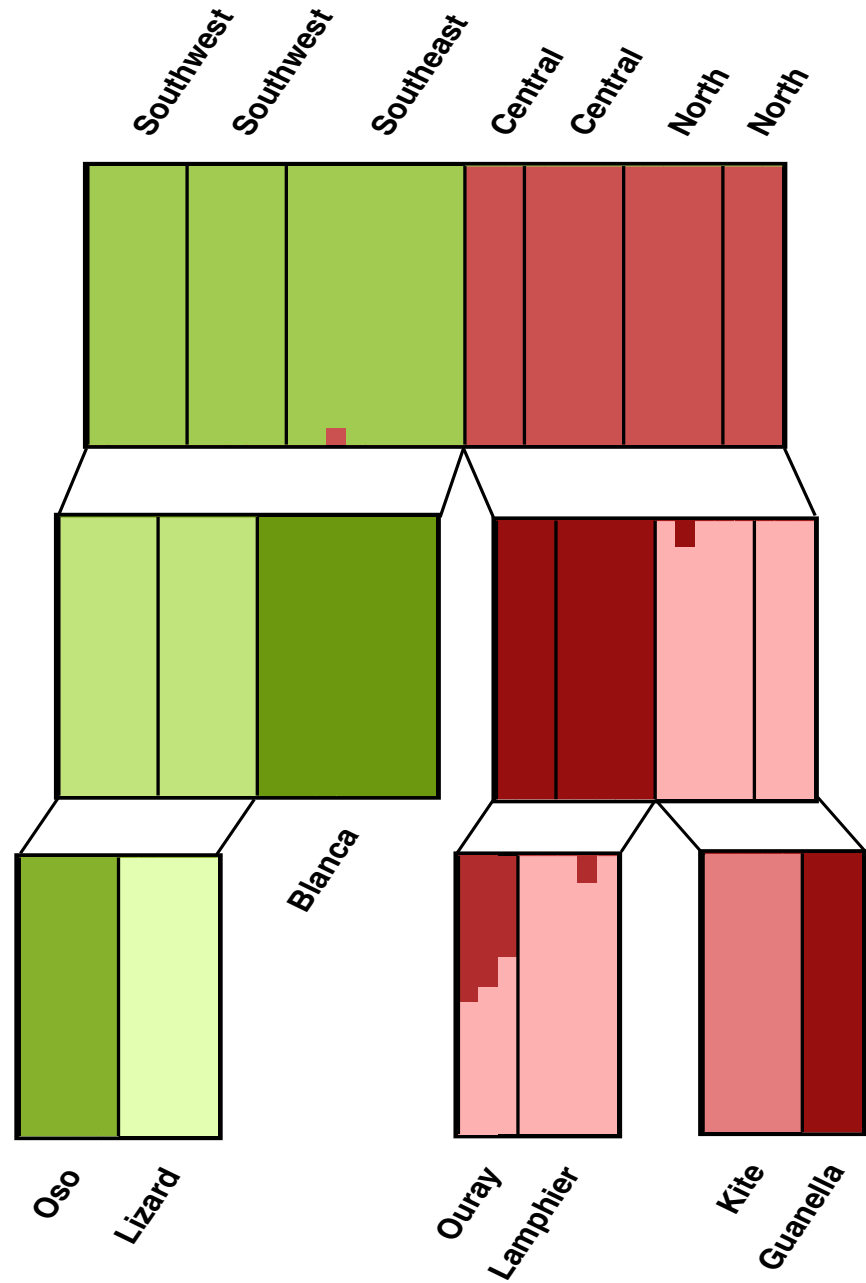 Southwest
Southwest
Southeast
Central
Central
North
North
Blanca
Oso
Lizard
Ouray
Lamphier
Kite
Guanella